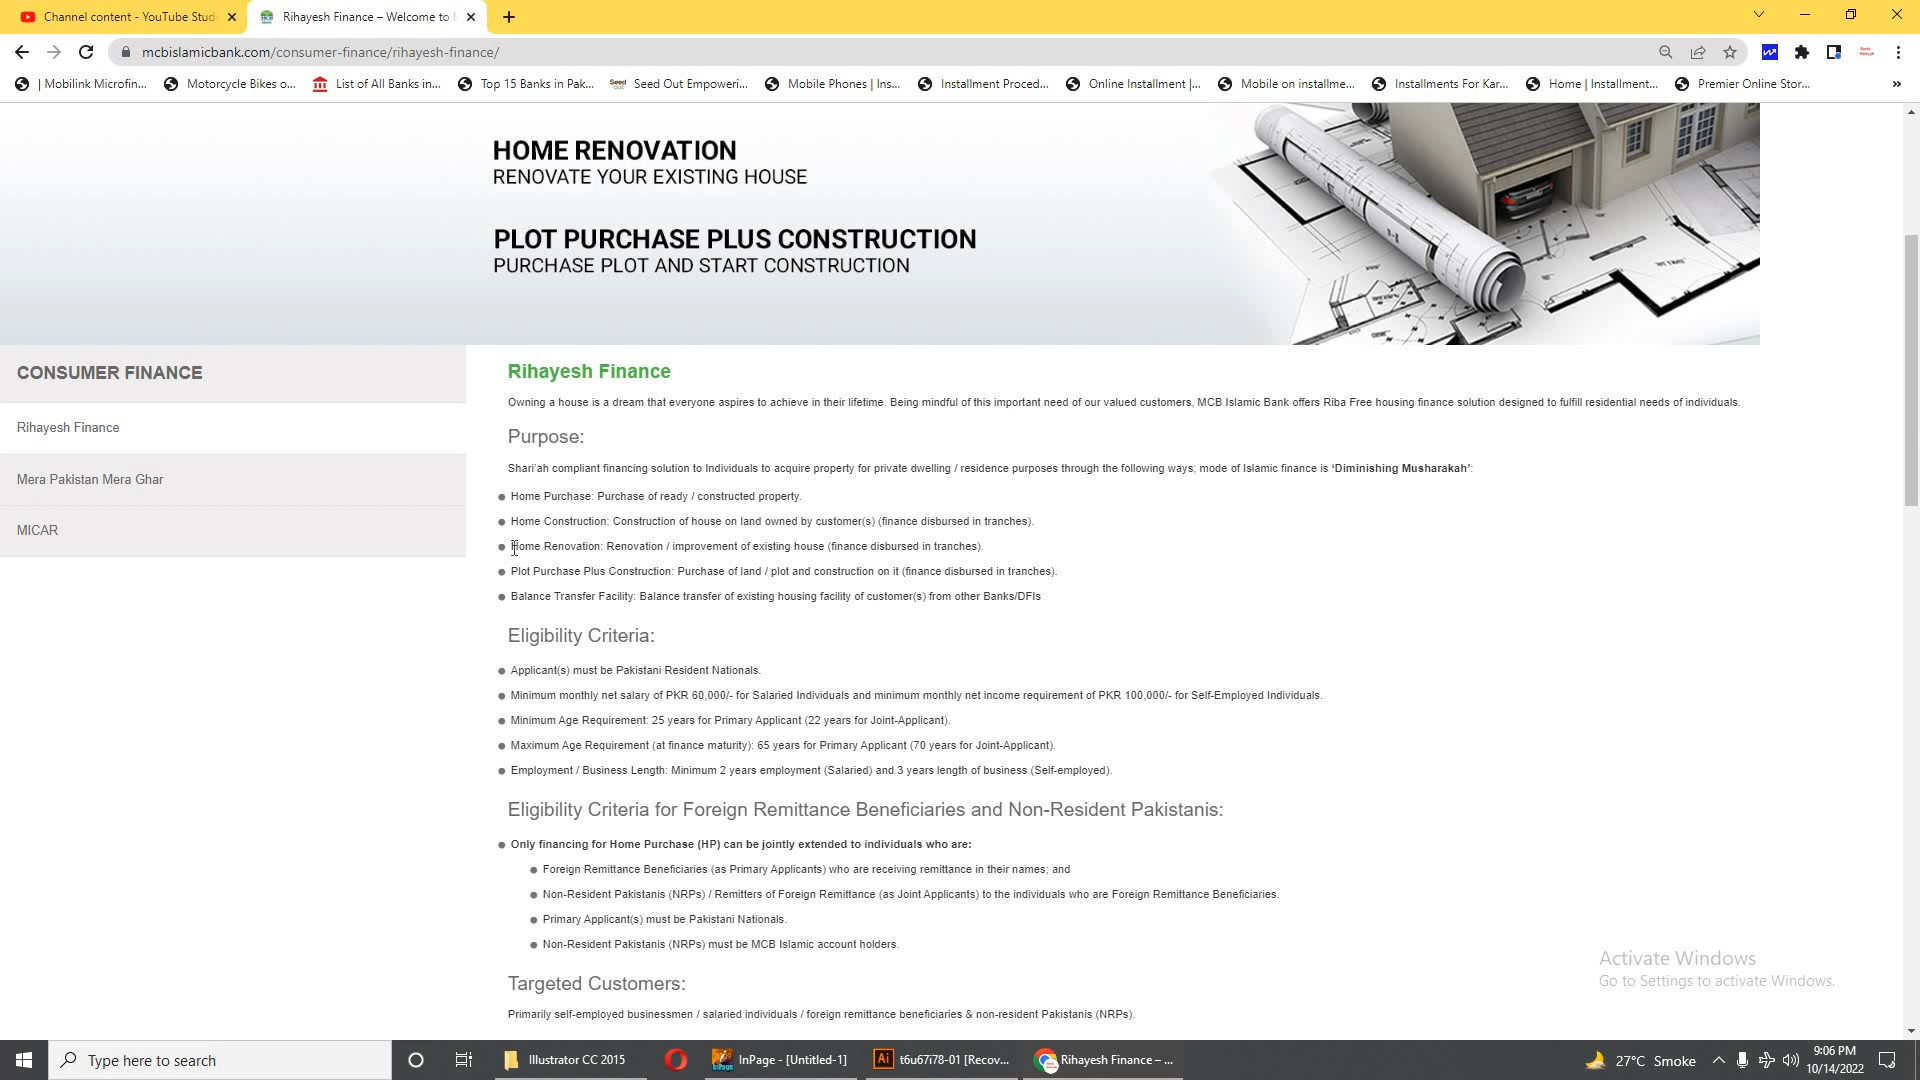 Channel content - YouTube Stud
Rihayesh Finance – Welcome to
mcbislamicbank.com/consumer-finance/rihayesh-finance/
| Mobilink Microfin...
Motorcycle Bikes o...
List of All Banks in...
Top 15 Banks in Pak...
Seed Out Empoweri...
Mobile Phones | Ins...
Installment Proced...
Online Installment |...
Mobile on installme...
Installments For Kar...
Home | Installment...
Premier Online Stor...
»
HOME RENOVATION
RENOVATE YOUR EXISTING HOUSE
PLOT PURCHASE PLUS CONSTRUCTION
PURCHASE PLOT AND START CONSTRUCTION
CONSUMER FINANCE
Rihayesh Finance
Mera Pakistan Mera Ghar
MICAR
Rihayesh Finance
Owning a house is a dream that everyone aspires to achieve in their lifetime. Being mindful of this important need of our valued customers, MCB Islamic Bank offers Riba Free housing finance solution designed to fulfill residential needs of individuals.
Purpose:
Shari'ah compliant financing solution to Individuals to acquire property for private dwelling / residence purposes through the following ways; mode of Islamic finance is ‘Diminishing Musharakah’:
Home Purchase: Purchase of ready / constructed property.
Home Construction: Construction of house on land owned by customer(s) (finance disbursed in tranches).
Home Renovation: Renovation / improvement of existing house (finance disbursed in tranches).
Plot Purchase Plus Construction: Purchase of land / plot and construction on it (finance disbursed in tranches).
Balance Transfer Facility: Balance transfer of existing housing facility of customer(s) from other Banks/DFIs
Eligibility Criteria:
Applicant(s) must be Pakistani Resident Nationals.
Minimum monthly net salary of PKR 60,000/- for Salaried Individuals and minimum monthly net income requirement of PKR 100,000/- for Self-Employed Individuals.
Minimum Age Requirement: 25 years for Primary Applicant (22 years for Joint-Applicant).
Maximum Age Requirement (at finance maturity): 65 years for Primary Applicant (70 years for Joint-Applicant).
Employment / Business Length: Minimum 2 years employment (Salaried) and 3 years length of business (Self-employed).
Eligibility Criteria for Foreign Remittance Beneficiaries and Non-Resident Pakistanis:
Only financing for Home Purchase (HP) can be jointly extended to individuals who are:
Foreign Remittance Beneficiaries (as Primary Applicants) who are receiving remittance in their names; and
Non-Resident Pakistanis (NRPs) / Remitters of Foreign Remittance (as Joint Applicants) to the individuals who are Foreign Remittance Beneficiaries.
Primary Applicant(s) must be Pakistani Nationals.
Non-Resident Pakistanis (NRPs) must be MCB Islamic account holders.
Targeted Customers:
Primarily self-employed businessmen / salaried individuals / foreign remittance beneficiaries & non-resident Pakistanis (NRPs).
Activate Windows
Go to Settings to activate Windows.
Type here to search
Illustrator CC 2015
InPage - [Untitled-1]
t6u67i78-01 [Recov...
Rihayesh Finance – ...
27°C Smoke
9:06 PM
10/14/2022